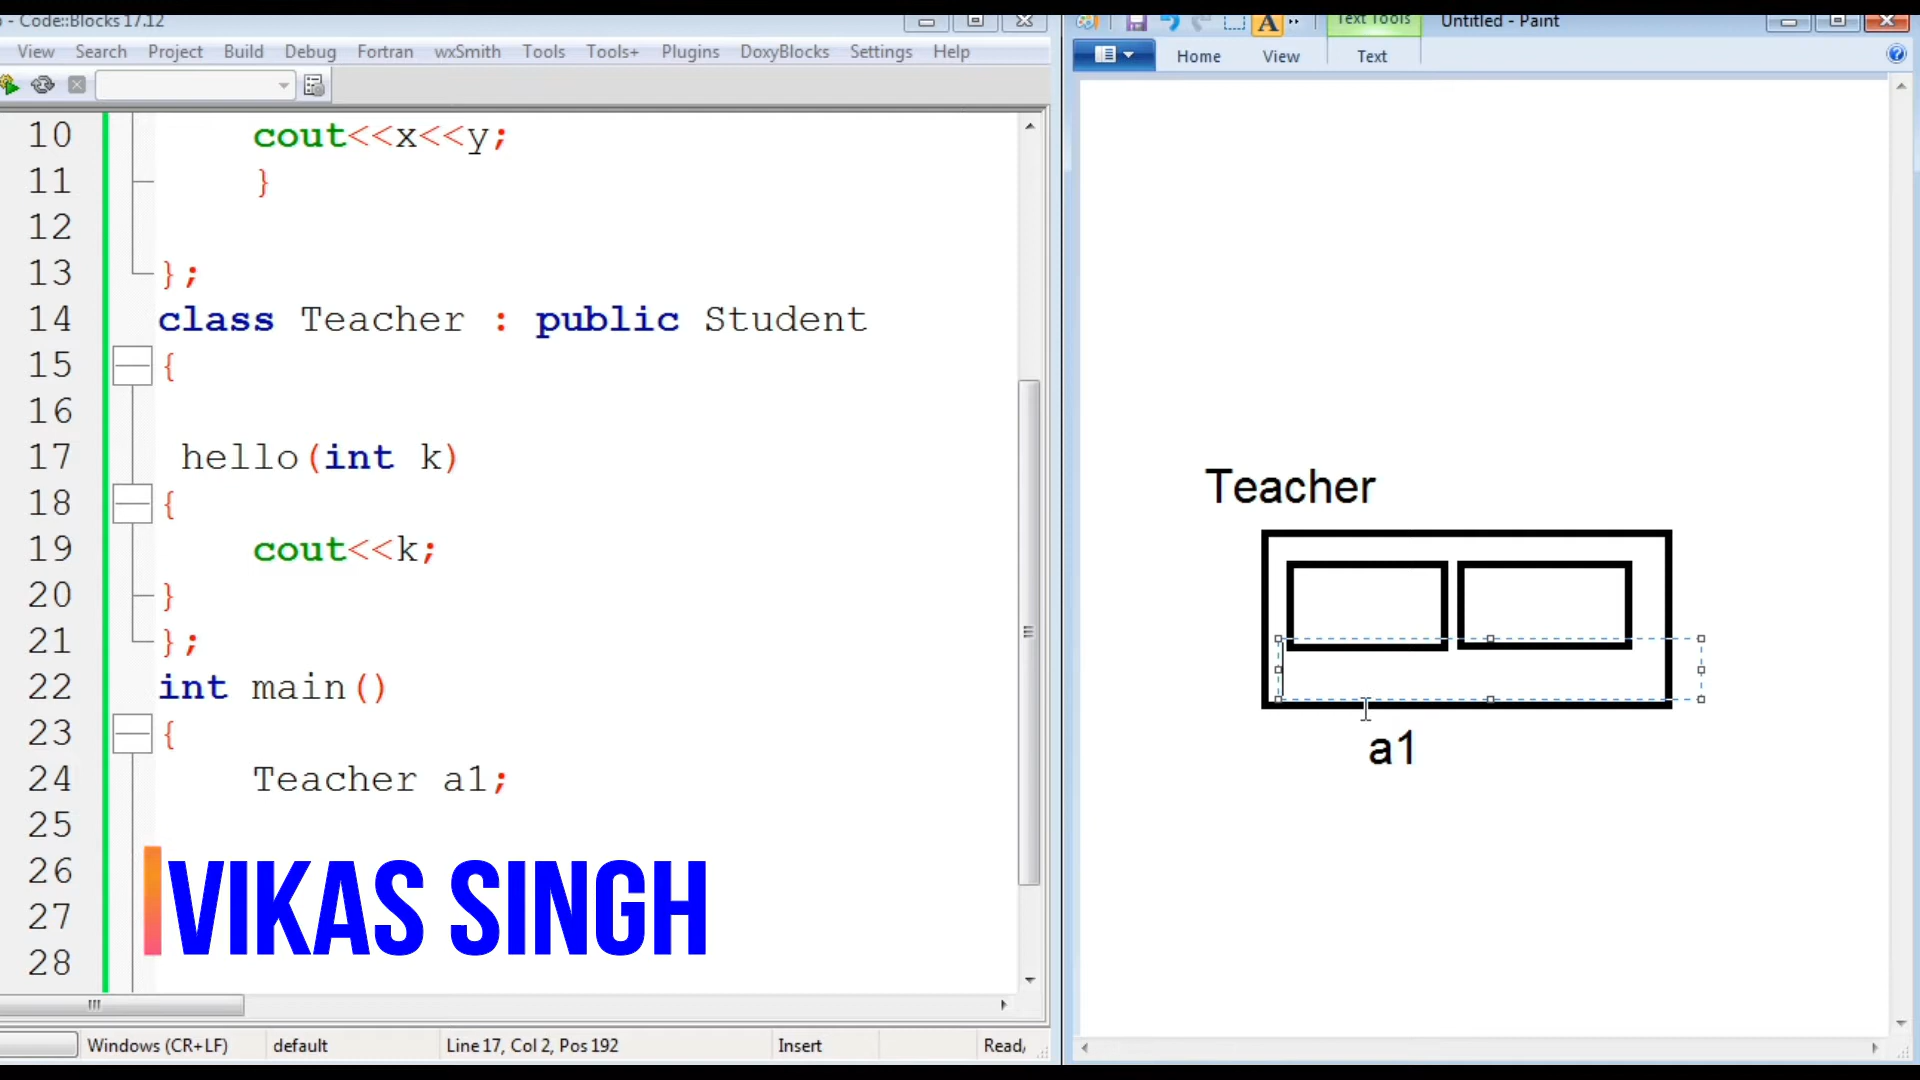 - Code::Blocks 17.12
View Search Project Build Debug Fortran wxSmith Tools Tools+ Plugins DoxyBlocks Settings Help
10 cout<<x<<y;
11 }
12
13 };
14 class Teacher : public Student
15 {
16
17 hello(int k)
18 {
19 cout<<k;
20 }
21 };
22 int main()
23 {
24 Teacher a1;
25
26
27
28
VIKAS SINGH
Windows (CR+LF) default Line 17, Col 2, Pos 192 Insert Read/
Text Tools Untitled - Paint
Home View Text
Teacher
a1